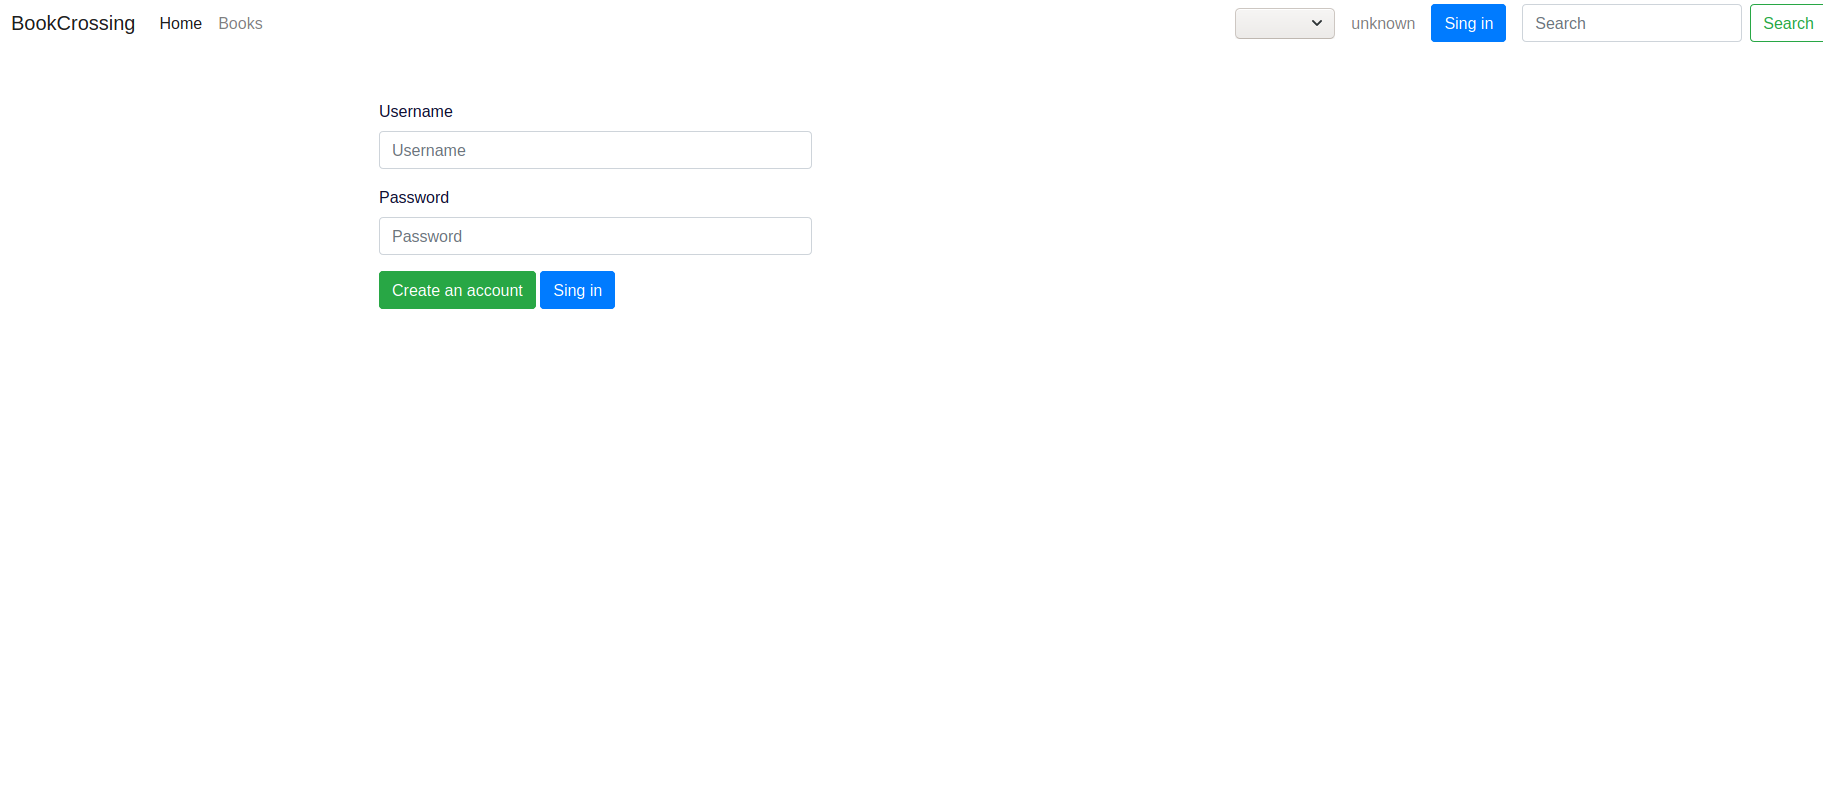 BookCrossing Home Books unknown Sing in Search Search
Username
Username
Password
Password
Create an account Sing in